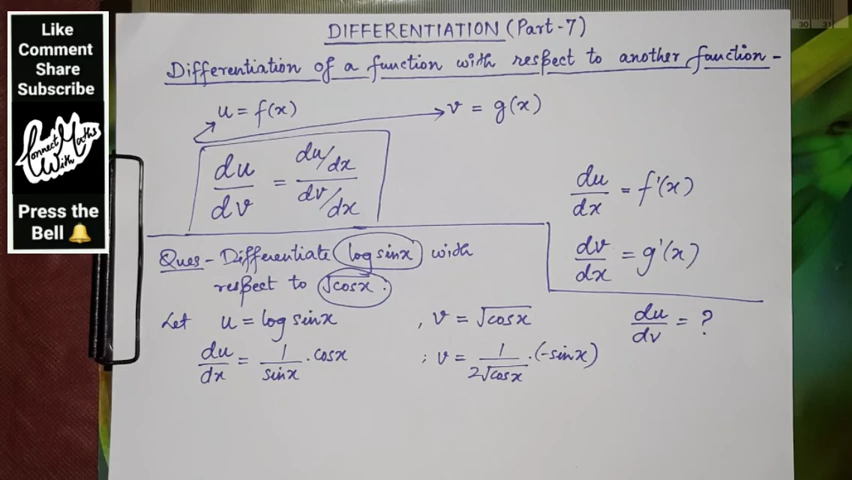 Like
Comment
Share
Subscribe
Connect
With
Maths
Press the
Bell 🔔
30 31
DIFFERENTIATION (Part-7)
Differentiation of a function with respect to another function -
u = f(x)
v = g(x)
du/dv = (du/dx)/(dv/dx)
du/dx = f'(x)
dv/dx = g'(x)
Ques - Differentiate log sinx with
respect to √cosx.
Let u = log sinx , v = √cosx du/dv = ?
du/dx = 1/sinx . cosx ; v = 1/2√cosx . (-sinx)